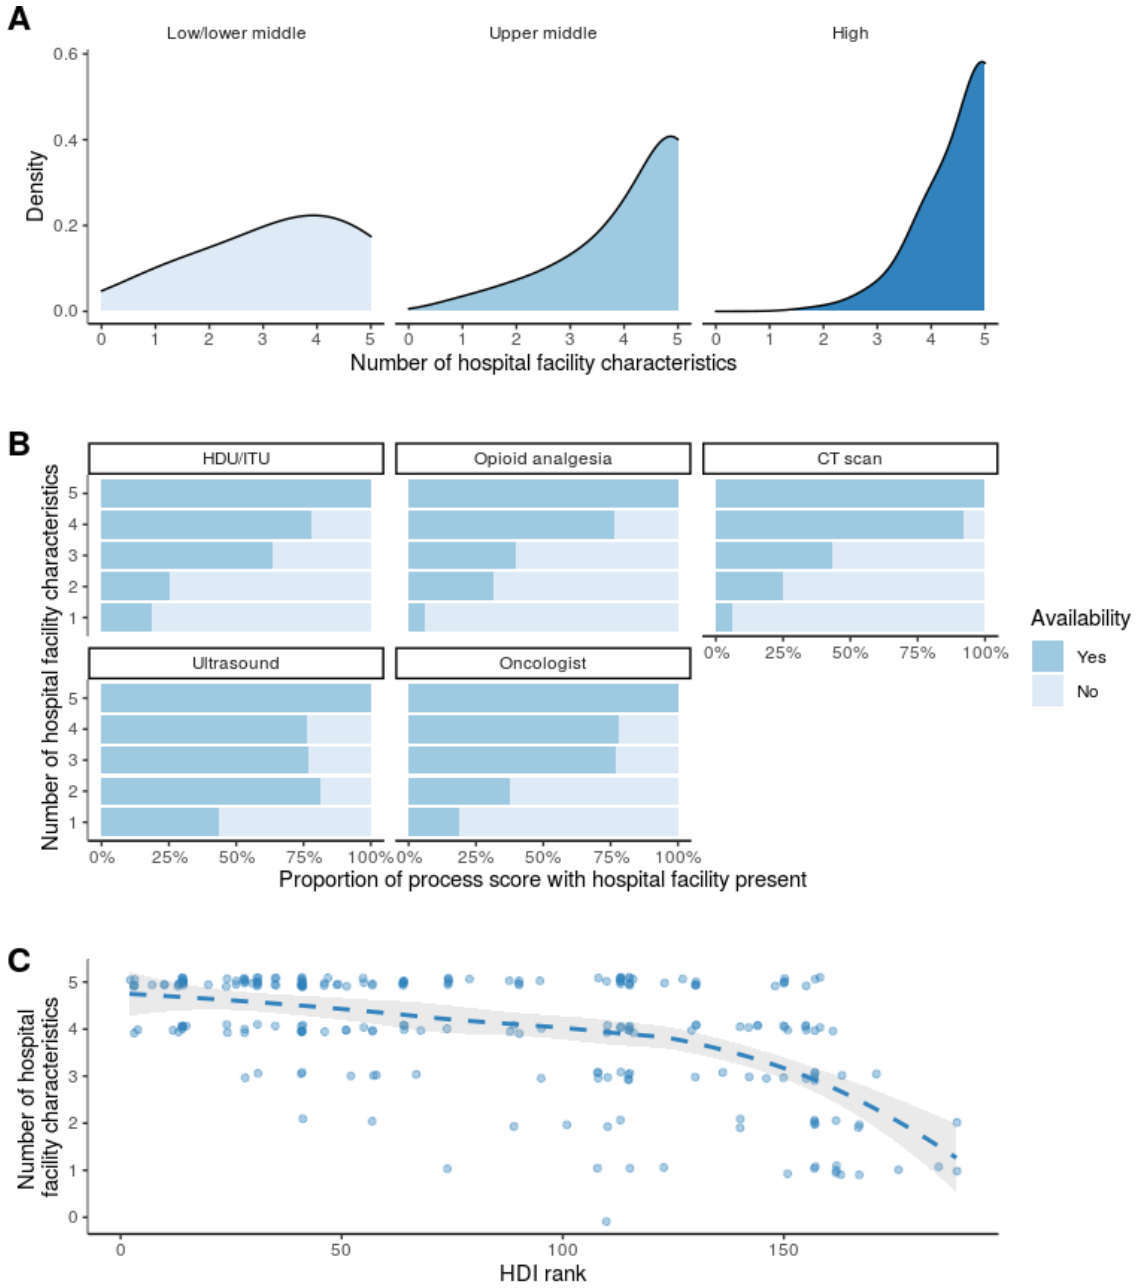 A
Low/lower middle Upper middle High
0.6
0.4
0.2
0.0
Density
0 1 2 3 4 5 0 1 2 3 4 5 0 1 2 3 4 5
Number of hospital facility characteristics
B
HDU/ITU Opioid analgesia CT scan
5
4
3
2
1
0% 25% 50% 75% 100%
Ultrasound Oncologist
5
4
3
2
1
Number of hospital facility characteristics
0% 25% 50% 75% 100% 0% 25% 50% 75% 100%
Proportion of process score with hospital facility present
Availability
Yes
No
C
5
4
3
2
1
0
Number of hospital
facility characteristics
0 50 100 150
HDI rank